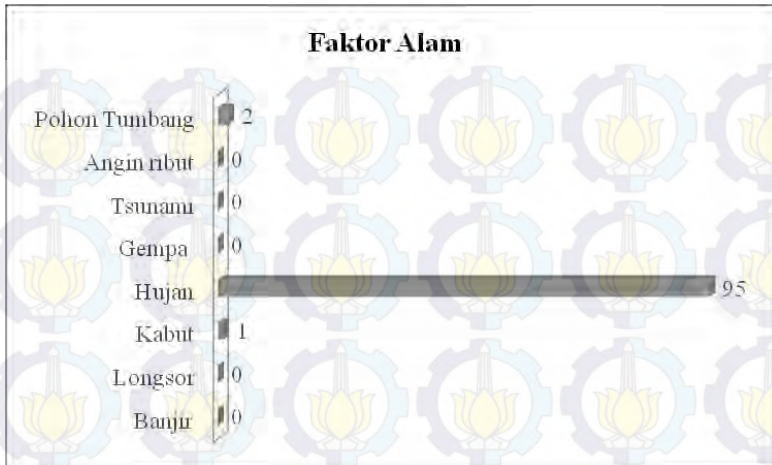 Faktor Alam
Pohon Tumbang 2
Angin ribut 0
Tsunami 0
Gempa 0
Hujan 95
Kabut 1
Longsor 0
Banjir 0